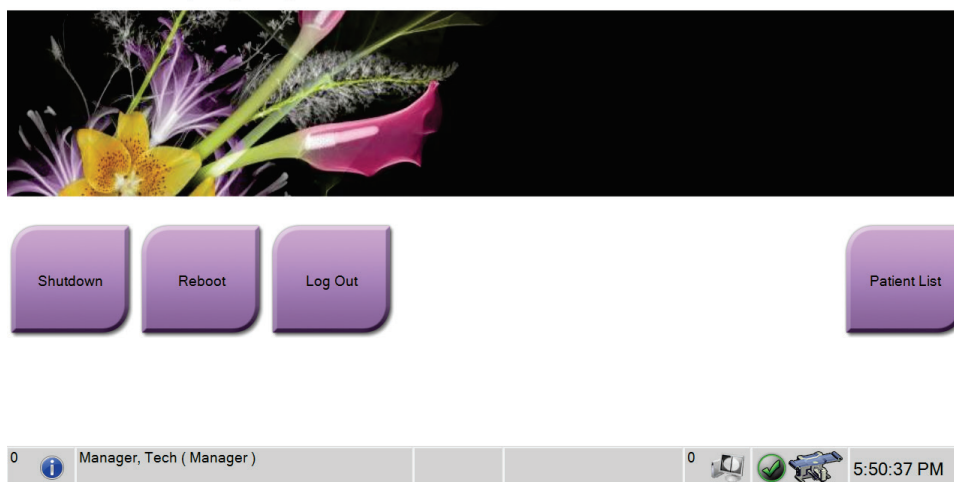 Shutdown
Reboot
Log Out
Patient List
0
Manager, Tech ( Manager )
0
5:50:37 PM